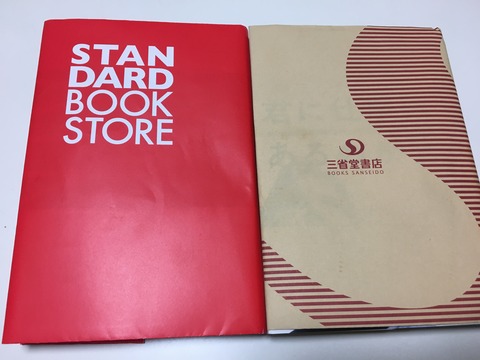 STAN
DARD
BOOK
STORE
三省堂書店
BOOKS SANSEIDO